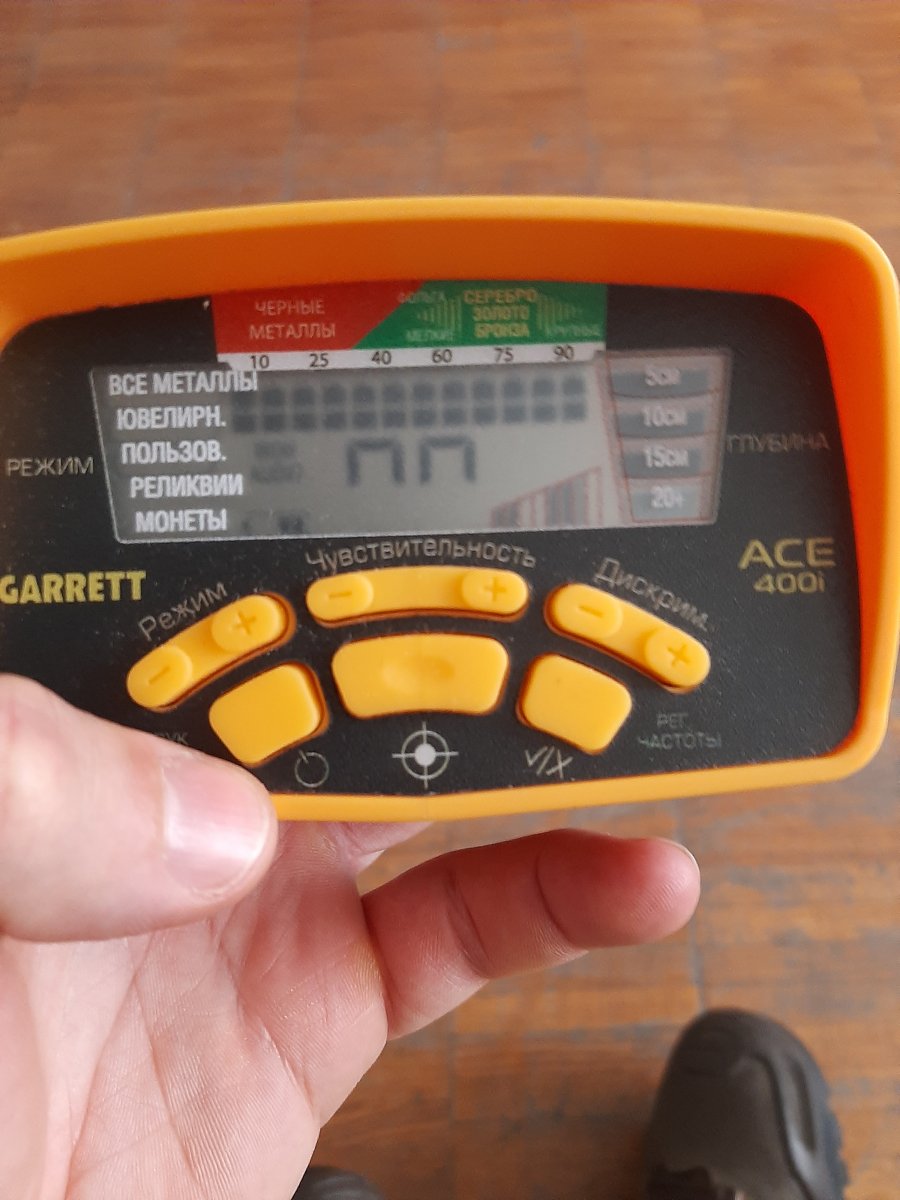 ЧЕРНЫЕ
МЕТАЛЛЫ
ФОЛЬГА
МЕЛКИЕ
СЕРЕБРО
ЗОЛОТО
БРОНЗА
КРУПНЫЕ
10 25 40 60 75 90
РЕЖИМ
ВСЕ МЕТАЛЛЫ
ЮВЕЛИРН.
ПОЛЬЗОВ.
РЕЛИКВИИ
МОНЕТЫ
5см
10см
15см
20+
ГЛУБИНА
GARRETT
ACE
400i
Режим
Чувствительность
Дискрим.
- +
- +
- +
√/X
РЕГ.
ЧАСТОТЫ